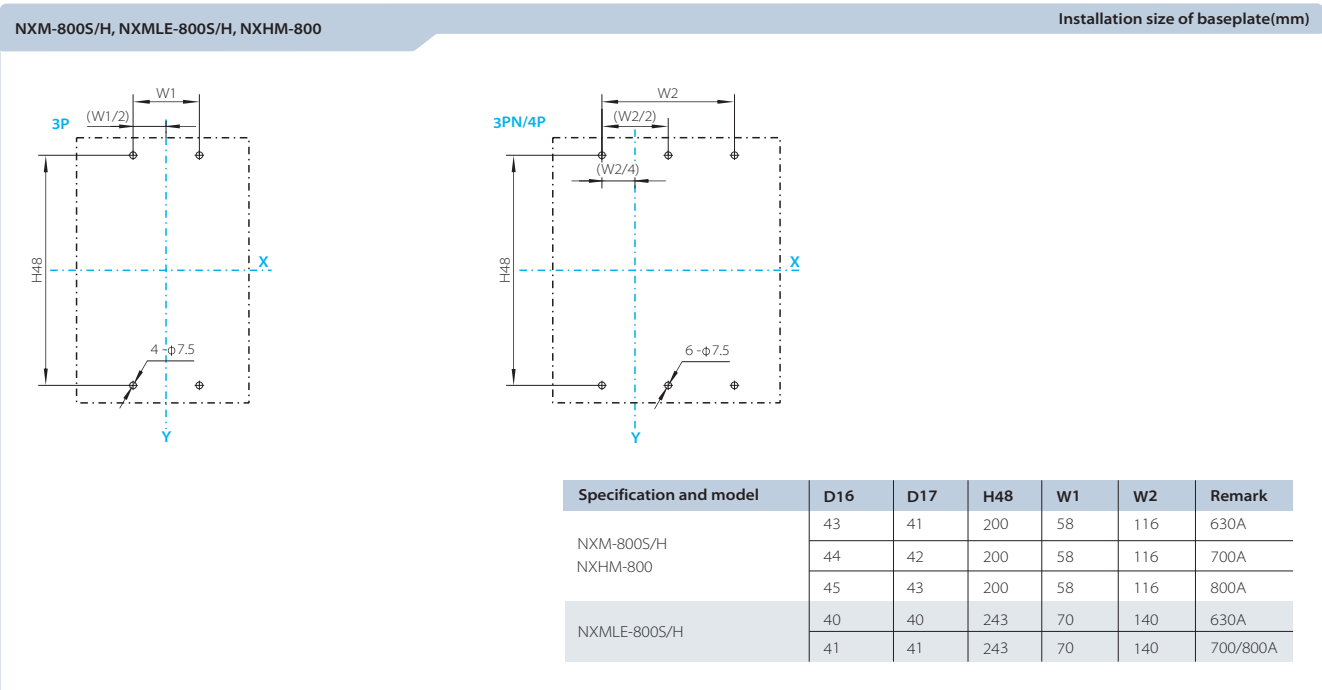 NXM-800S/H, NXMLE-800S/H, NXHM-800
Installation size of baseplate(mm)
W1
(W1/2)
3P
H48
X
4 -ϕ7.5
Y
W2
(W2/2)
3PN/4P
(W2/4)
H48
X
6 -ϕ7.5
Y
Specification and model D16 D17 H48 W1 W2 Remark
NXM-800S/H
NXHM-800
43 41 200 58 116 630A
44 42 200 58 116 700A
45 43 200 58 116 800A
NXMLE-800S/H
40 40 243 70 140 630A
41 41 243 70 140 700/800A